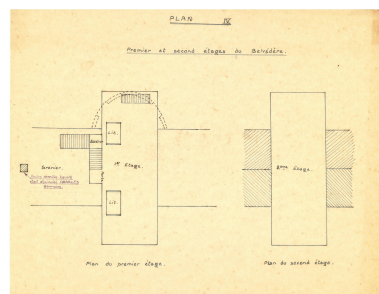 PLAN IV
Premier et second étages du Belvédère.
Lit.
Grenier.
1er étage.
2ème étage.
Lit.
Plan du premier étage.
Plan du second étage.